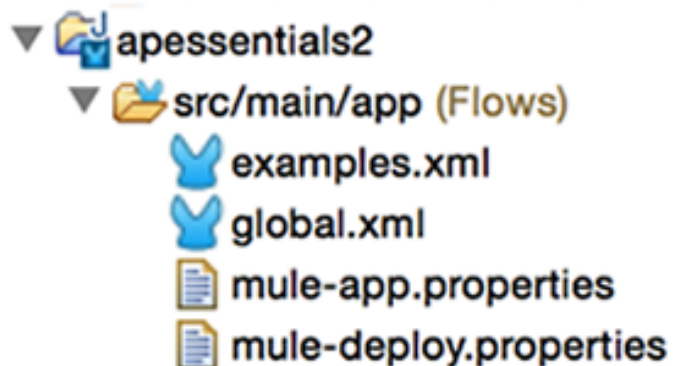 apessentials2
src/main/app (Flows)
examples.xml
global.xml
mule-app.properties
mule-deploy.properties